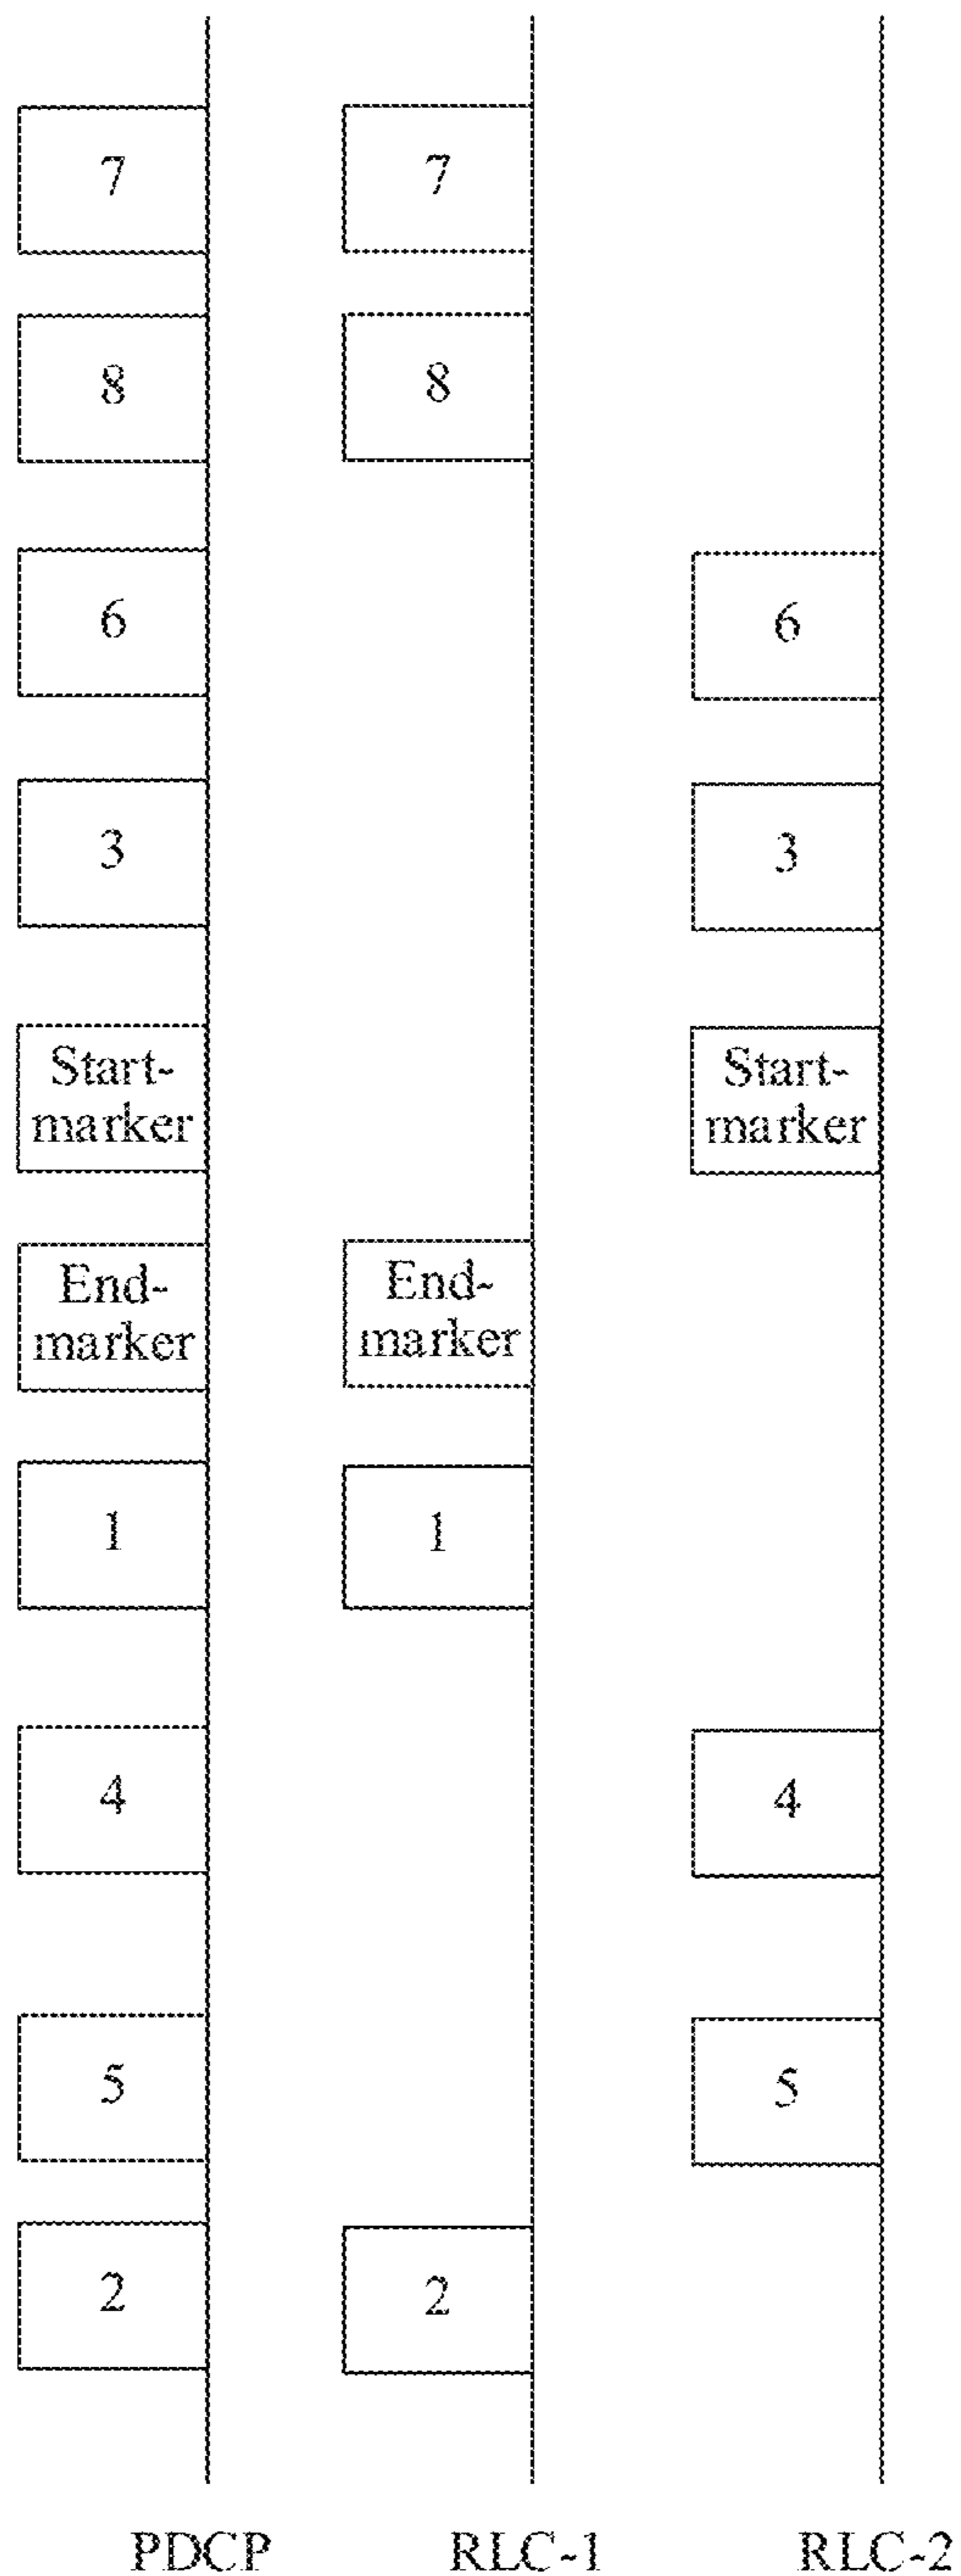 7 7
8 8
6 6
3 3
Start- Start-
marker marker
End- End-
marker marker
1 1
4 4
5 5
2 2
PDCP RLC-1 RLC-2